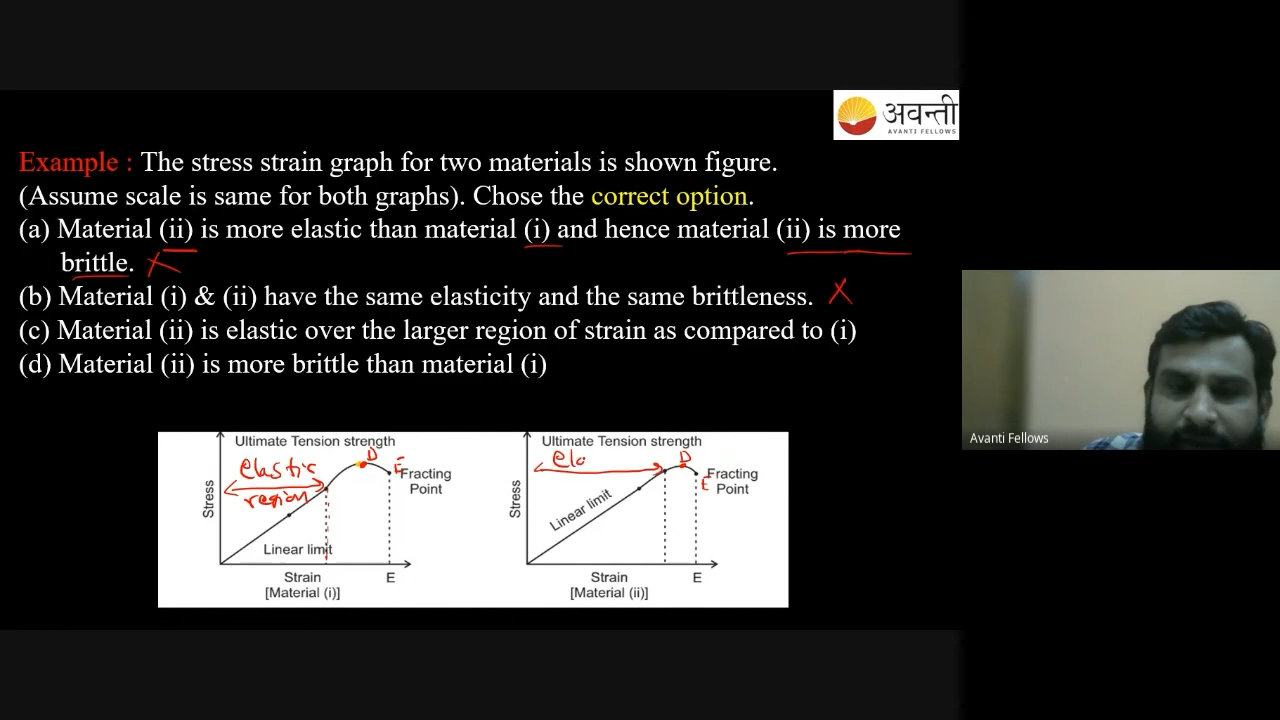 अवन्ती
AVANTI FELLOWS
Example : The stress strain graph for two materials is shown figure.
(Assume scale is same for both graphs). Chose the correct option.
(a) Material (ii) is more elastic than material (i) and hence material (ii) is more
brittle.
(b) Material (i) & (ii) have the same elasticity and the same brittleness.
(c) Material (ii) is elastic over the larger region of strain as compared to (i)
(d) Material (ii) is more brittle than material (i)
Avanti Fellows
Ultimate Tension strength
D
E
elastic
region
Fracting
Point
Stress
Linear limit
Strain
E
[Material (i)]
Ultimate Tension strength
ela
D
E
Fracting
Point
Stress
Linear limit
Strain
E
[Material (ii)]